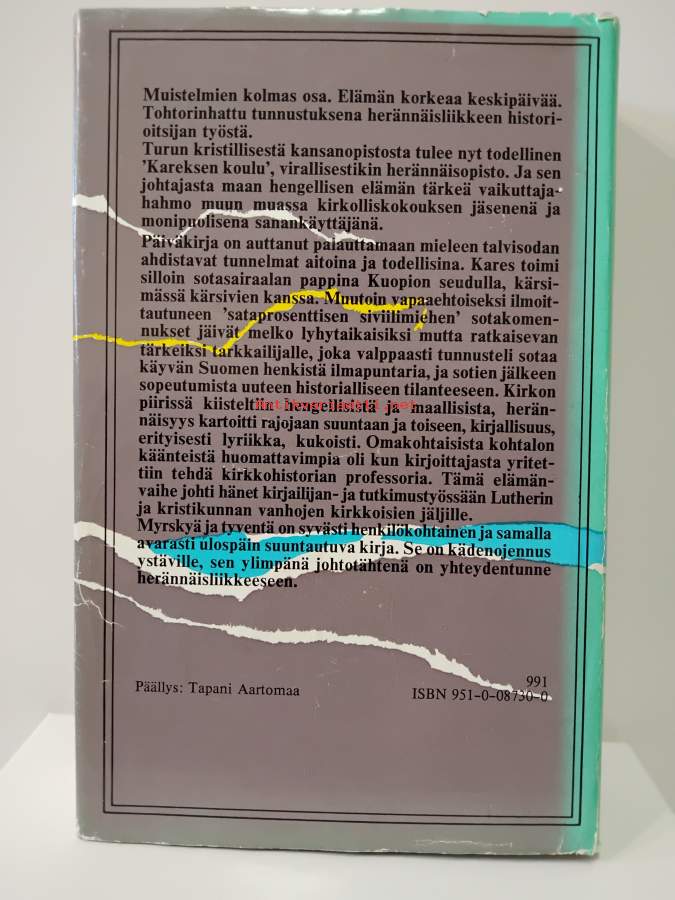 Muistelmien kolmas osa. Elämän korkeaa keskipäivää.
Tohtorinhattu tunnustuksena herännäisliikkeen histori-
oitsijan työstä.
Turun kristillisestä kansanopistosta tulee nyt todellinen
'Kareksen koulu', virallisestikin herännäisopisto. Ja sen
johtajasta maan hengellisen elämän tärkeä vaikuttaja-
hahmo muun muassa kirkolliskokouksen jäsenenä ja
monipuolisena sanankäyttäjänä.
Päiväkirja on auttanut palauttamaan mieleen talvisodan
ahdistavat tunnelmat aitoina ja todellisina. Kares toimi
silloin sotasairaalan pappina Kuopion seudulla, kärsi-
mässä kärsivien kanssa. Muutoin vapaaehtoiseksi ilmoit-
tautuneen 'sataprosenttisen siviilimiehen' sotakomen-
nukset jäivät melko lyhytaikaisiksi mutta ratkaisevan
tärkeiksi tarkkailijalle, joka valppaasti tunnusteli sotaa
käyvän Suomen henkistä ilmapuntaria, ja sotien jälkeen
sopeutumista uuteen historialliseen tilanteeseen. Kirkon
piirissä kiisteltiin hengellisistä ja maallisista, herän-
näisyys kartoitti rajojaan suuntaan ja toiseen, kirjallisuus,
erityisesti lyriikka, kukoisti. Omakohtaisista kohtalon
käänteistä huomattavimpia oli kun kirjoittajasta yritet-
tiin tehdä kirkkohistorian professoria. Tämä elämän-
vaihe johti hänet kirjailijan- ja tutkimustyössään Lutherin
ja kristikunnan vanhojen kirkkoisien jäljille.
Myrskyä ja tyventä on syvästi henkilökohtainen ja samalla
avarasti ulospäin suuntautuva kirja. Se on kädenojennus
ystäville, sen ylimpänä johtotähtenä on yhteydentunne
herännäisliikkeeseen.
991
Päällys: Tapani Aartomaa
ISBN 951-0-08730-0